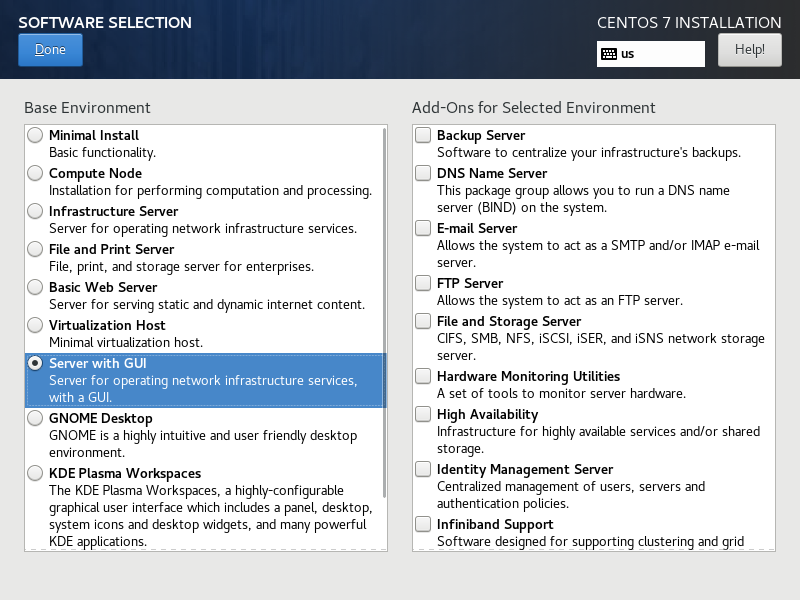 SOFTWARE SELECTION
CENTOS 7 INSTALLATION
Done
us
Help!
Base Environment
Minimal Install
Basic functionality.
Compute Node
Installation for performing computation and processing.
Infrastructure Server
Server for operating network infrastructure services.
File and Print Server
File, print, and storage server for enterprises.
Basic Web Server
Server for serving static and dynamic internet content.
Virtualization Host
Minimal virtualization host.
Server with GUI
Server for operating network infrastructure services,
with a GUI.
GNOME Desktop
GNOME is a highly intuitive and user friendly desktop
environment.
KDE Plasma Workspaces
The KDE Plasma Workspaces, a highly-configurable
graphical user interface which includes a panel, desktop,
system icons and desktop widgets, and many powerful
KDE applications.
Add-Ons for Selected Environment
Backup Server
Software to centralize your infrastructure's backups.
DNS Name Server
This package group allows you to run a DNS name
server (BIND) on the system.
E-mail Server
Allows the system to act as a SMTP and/or IMAP e-mail
server.
FTP Server
Allows the system to act as an FTP server.
File and Storage Server
CIFS, SMB, NFS, iSCSI, iSER, and iSNS network storage
server.
Hardware Monitoring Utilities
A set of tools to monitor server hardware.
High Availability
Infrastructure for highly available services and/or shared
storage.
Identity Management Server
Centralized management of users, servers and
authentication policies.
Infiniband Support
Software designed for supporting clustering and grid